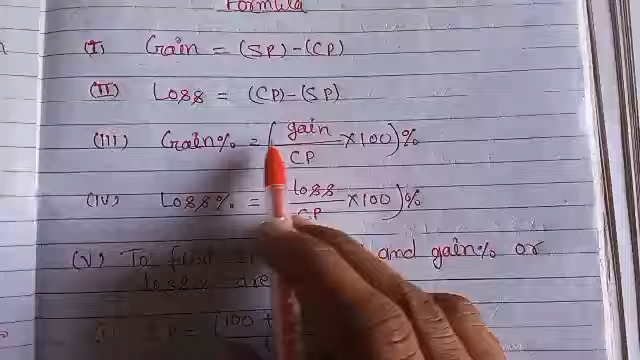 Formula
(I) Gain = (SP)-(CP)
(II) Loss = (CP)-(SP)
(III) Gain% = (gain/CP ×100)%
(IV) Loss% = loss/CP ×100)%
(V) To find and gain% or
are
(100 +